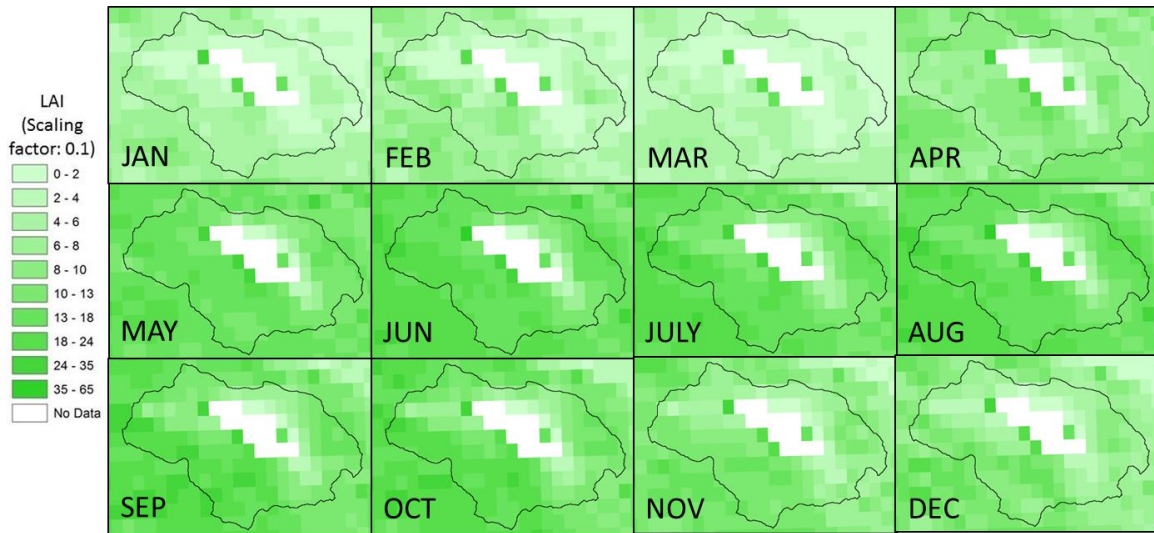 LAI
(Scaling
factor: 0.1)
0 - 2
2 - 4
4 - 6
6 - 8
8 - 10
10 - 13
13 - 18
18 - 24
24 - 35
35 - 65
No Data
JAN
FEB
MAR
APR
MAY
JUN
JULY
AUG
SEP
OCT
NOV
DEC